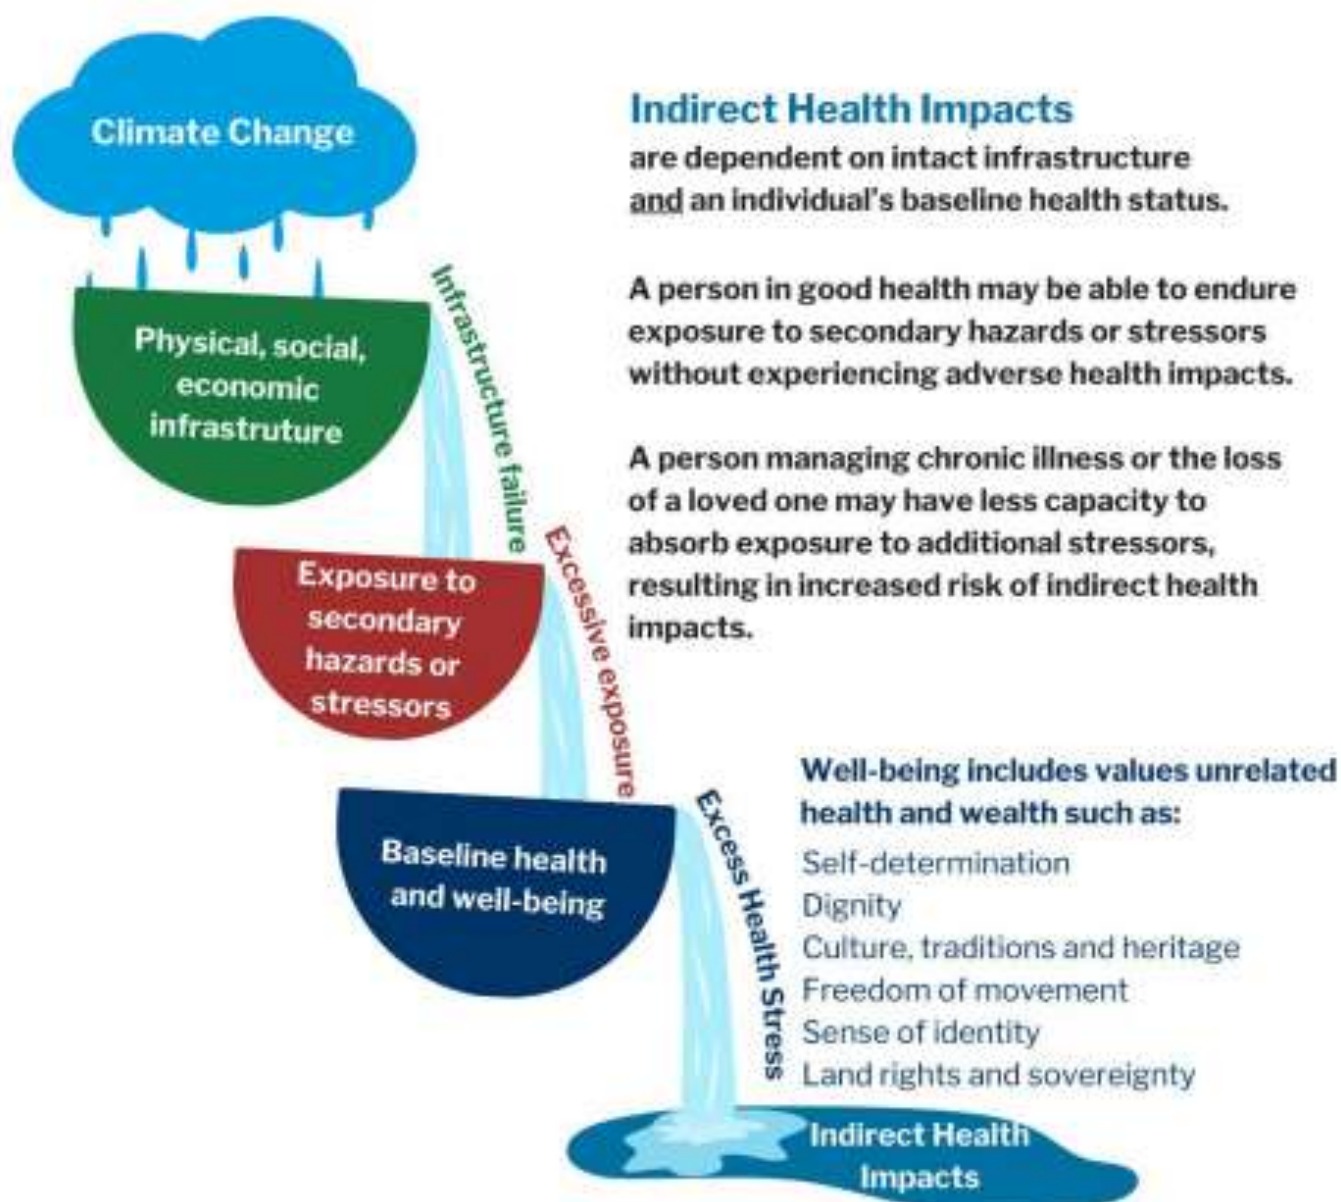 Climate Change
Indirect Health Impacts
are dependent on intact infrastructure
and an individual's baseline health status.
A person in good health may be able to endure
exposure to secondary hazards or stressors
without experiencing adverse health impacts.
A person managing chronic illness or the loss
of a loved one may have less capacity to
absorb exposure to additional stressors,
resulting in increased risk of indirect health
impacts.
Physical, social,
economic
infrastruture
Infrastructure failure
Exposure to
secondary
hazards or
stressors
Excessive exposure
Baseline health
and well-being
Excess Health Stress
Well-being includes values unrelated
health and wealth such as:
Self-determination
Dignity
Culture, traditions and heritage
Freedom of movement
Sense of identity
Land rights and sovereignty
Indirect Health
Impacts